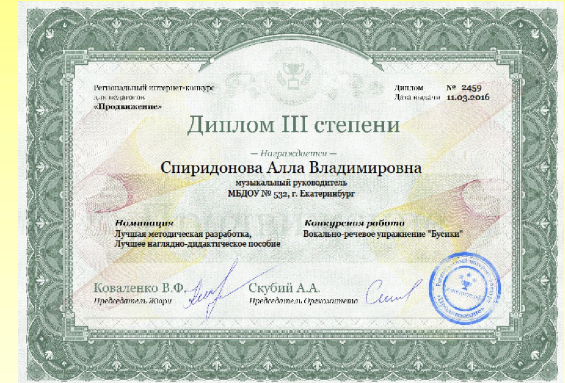 Региональный интернет-конкурс
для педагогов
«Продвижение»
Диплом № 2459
Дата выдачи 11.03.2016
Диплом III степени
— Награждается —
Спиридонова Алла Владимировна
музыкальный руководитель
МБДОУ № 532, г. Екатеринбург
Номинация
Лучшая методическая разработка,
Лучшее наглядно-дидактическое пособие
Конкурсная работа
Вокально-речевое упражнение "Бусики"
Коваленко В.Ф.
Председатель Жюри
Скубий А.А.
Председатель Оргкомитета